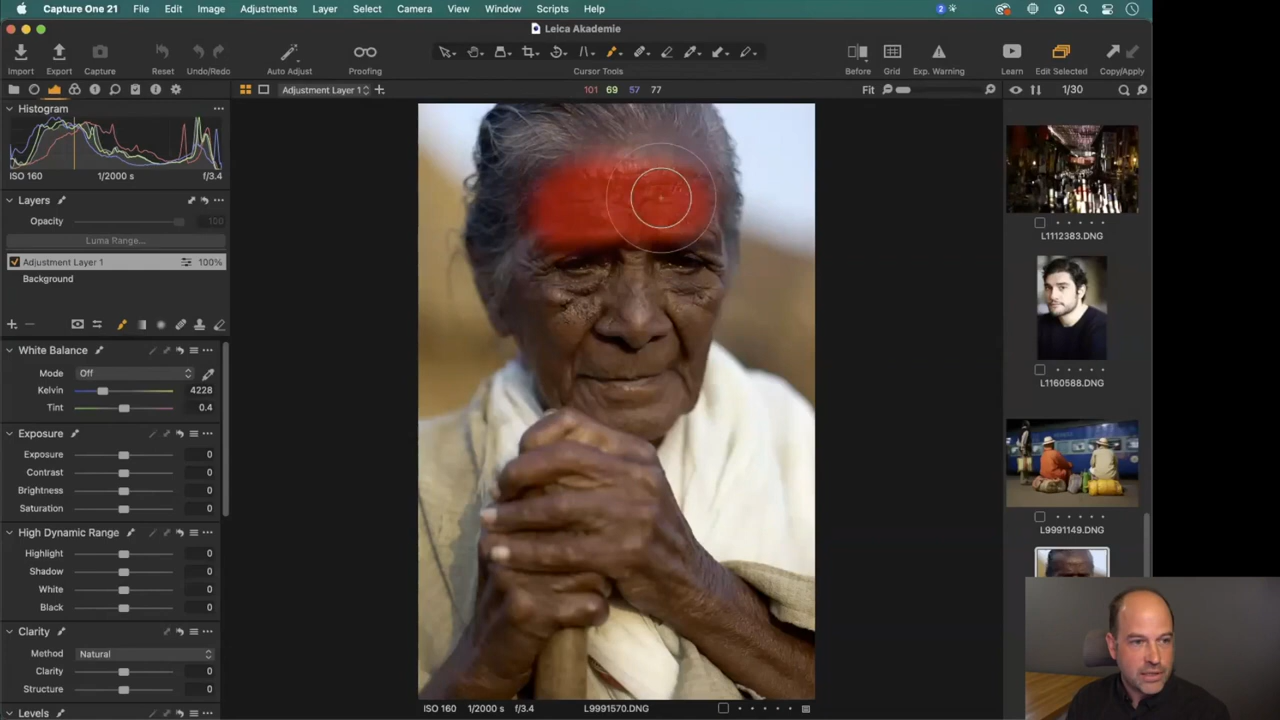 Capture One 21 File Edit Image Adjustments Layer Select Camera View Window Scripts Help 2
Leica Akademie
Import Export Capture Reset Undo/Redo Auto Adjust Proofing Cursor Tools Before Grid Exp. Warning Learn Edit Selected Copy/Apply
Adjustment Layer 1 101 69 57 77 Fit 1/30
Histogram
ISO 160 1/2000 s f/3.4
Layers
Opacity 100
Luma Range...
Adjustment Layer 1 100%
Background
White Balance
Mode Off
Kelvin 4228
Tint 0.4
Exposure
Exposure 0
Contrast 0
Brightness 0
Saturation 0
High Dynamic Range
Highlight 0
Shadow 0
White 0
Black 0
Clarity
Method Natural
Clarity 0
Structure 0
Levels
ISO 160 1/2000 s f/3.4 L9991570.DNG
L1112383.DNG
L1160588.DNG
L9991149.DNG